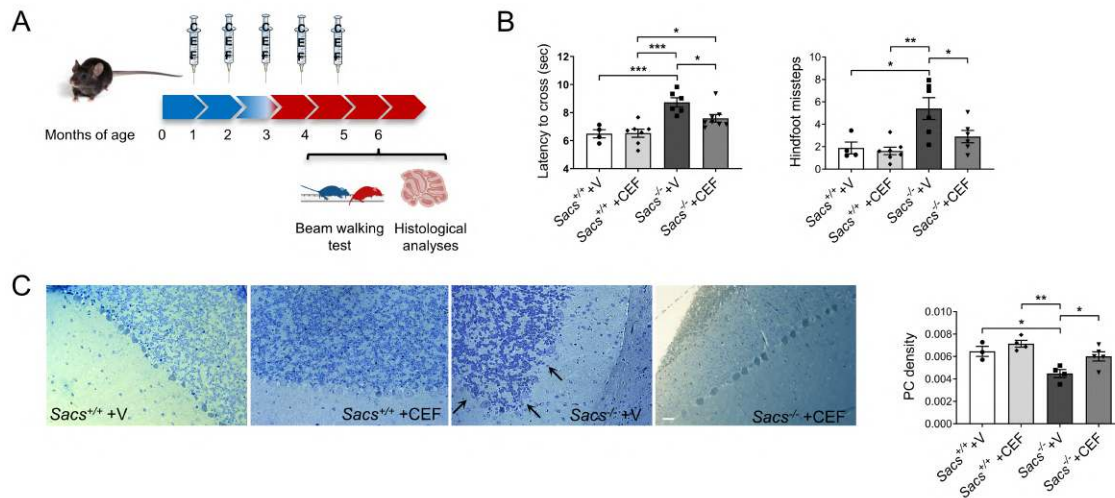 A
C E F C E F C E F C E F C E F
Months of age 0 1 2 3 4 5 6
Beam walking test
Histological analyses
B
Latency to cross (sec)
10
8
6
4
***
***
*
*
Sacs+/+ +V
Sacs+/+ +CEF
Sacs-/- +V
Sacs-/- +CEF
Hindfoot missteps
10
8
6
4
2
0
*
**
*
Sacs+/+ +V
Sacs+/+ +CEF
Sacs-/- +V
Sacs-/- +CEF
C
Sacs+/+ +V
Sacs+/+ +CEF
Sacs-/- +V
Sacs-/- +CEF
PC density
0.010
0.008
0.006
0.004
0.002
0.000
*
**
*
Sacs+/+ +V
Sacs+/+ +CEF
Sacs-/- +V
Sacs-/- +CEF